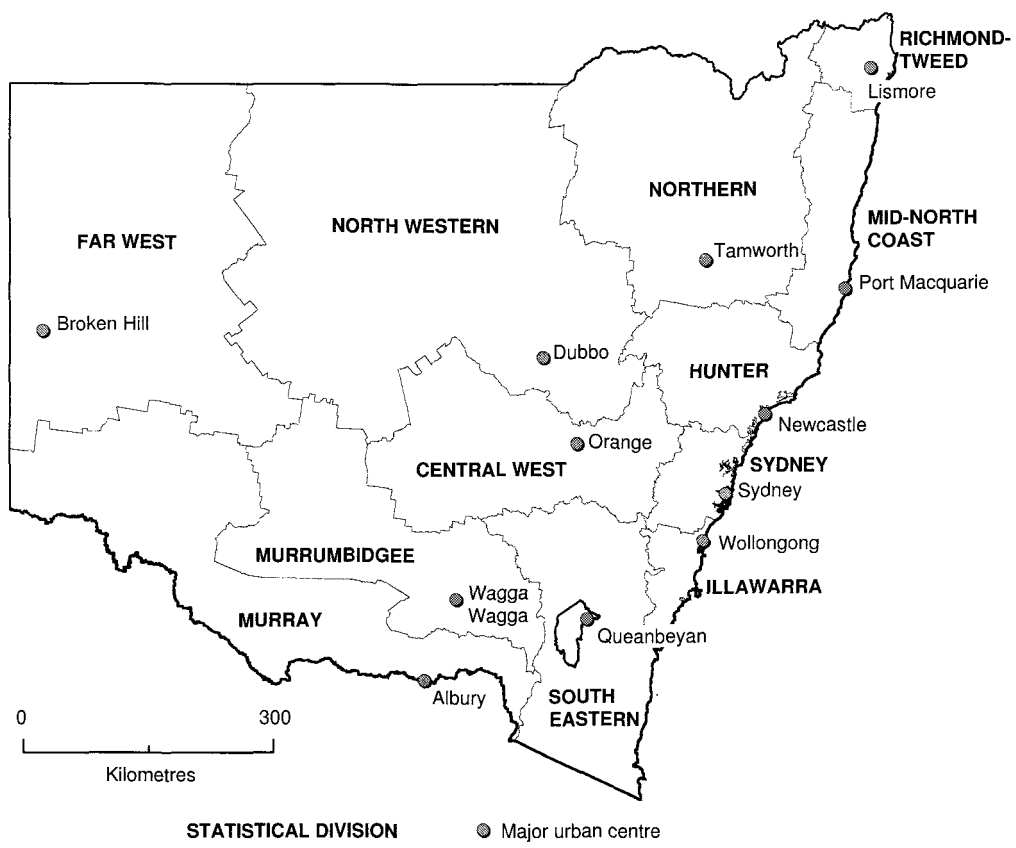 RICHMOND-
TWEED
Lismore
NORTHERN
NORTH WESTERN
MID-NORTH
COAST
FAR WEST
Tamworth
Port Macquarie
Broken Hill
Dubbo
HUNTER
Newcastle
Orange
CENTRAL WEST
SYDNEY
Sydney
Wollongong
MURRUMBIDGEE
ILLAWARRA
Wagga
Wagga
MURRAY
Queanbeyan
Albury
SOUTH
EASTERN
0 300
Kilometres
STATISTICAL DIVISION Major urban centre